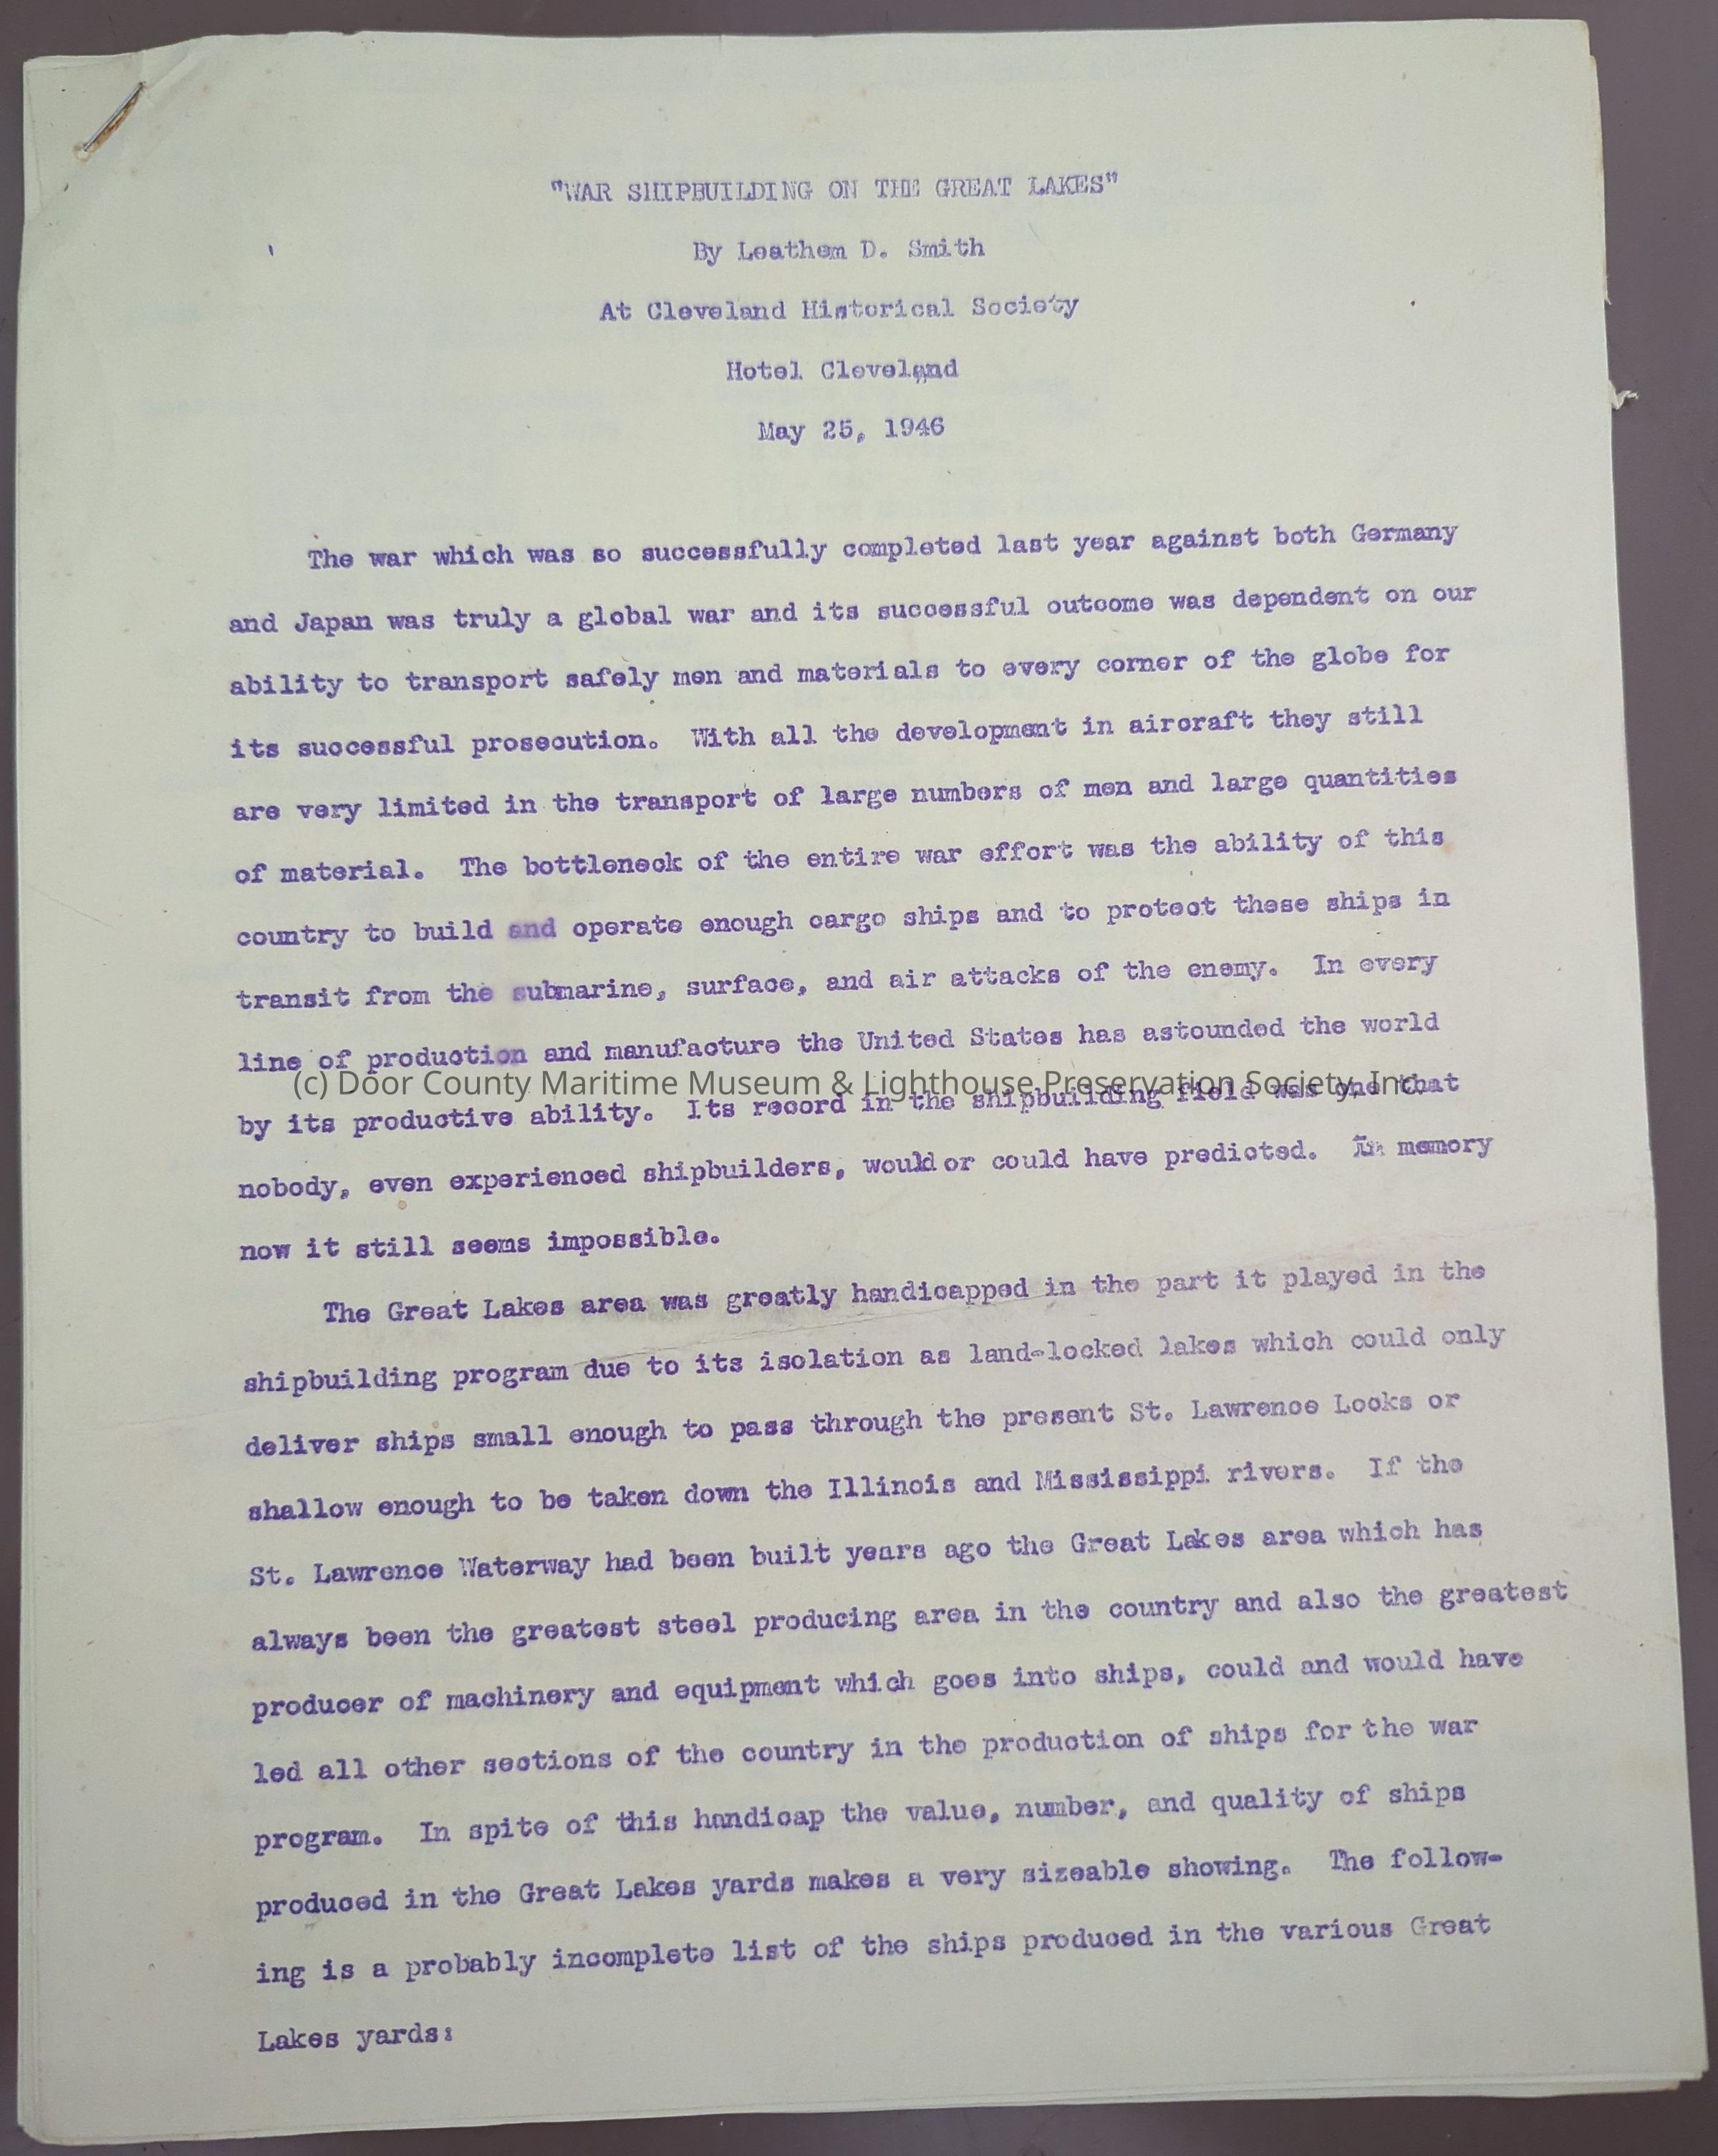 "WAR SHIPBUILDING ON THE GREAT LAKES"
By Leathem D. Smith
At Cleveland Historical Society
Hotel Cleveland
May 25, 1946
The war which was so successfully completed last year against both Germany
and Japan was truly a global war and its successful outcome was dependent on our
ability to transport safely men and materials to every corner of the globe for
its successful prosecution. With all the development in aircraft they still
are very limited in the transport of large numbers of men and large quantities
of material. The bottleneck of the entire war effort was the ability of this
country to build and operate enough cargo ships and to protect these ships in
transit from the submarine, surface, and air attacks of the enemy. In every
line of production and manufacture the United States has astounded the world
(c) Door County Maritime Museum & Lighthouse Preservation Society, Inc.
by its productive ability. Its record in the shipbuilding field was one that
nobody, even experienced shipbuilders, would or could have predicted. In memory
now it still seems impossible.
The Great Lakes area was greatly handicapped in the part it played in the
shipbuilding program due to its isolation as land-locked lakes which could only
deliver ships small enough to pass through the present St. Lawrence Locks or
shallow enough to be taken down the Illinois and Mississippi rivers. If the
St. Lawrence Waterway had been built years ago the Great Lakes area which has
always been the greatest steel producing area in the country and also the greatest
producer of machinery and equipment which goes into ships, could and would have
led all other sections of the country in the production of ships for the war
program. In spite of this handicap the value, number, and quality of ships
produced in the Great Lakes yards makes a very sizeable showing. The follow-
ing is a probably incomplete list of the ships produced in the various Great
Lakes yards: